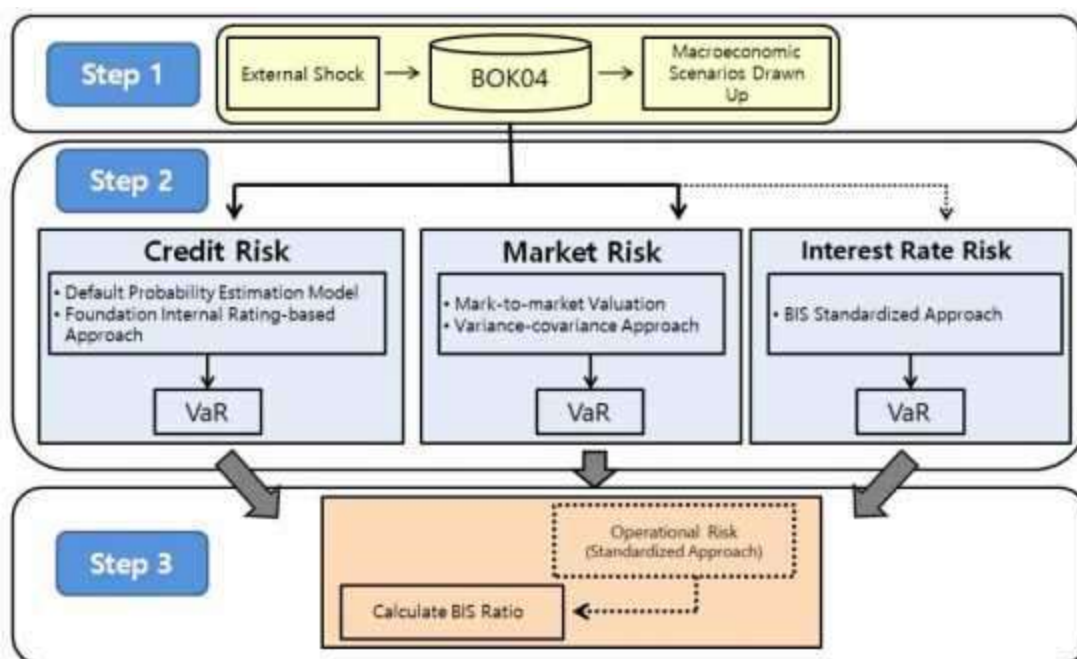 Step 1
External Shock
BOK04
Macroeconomic
Scenarios Drawn
Up
Step 2
Credit Risk
• Default Probability Estimation Model
• Foundation Internal Rating-based
Approach
VaR
Market Risk
• Mark-to-market Valuation
• Variance-covariance Approach
VaR
Interest Rate Risk
• BIS Standardized Approach
VaR
Step 3
Operational Risk
(Standardized Approach)
Calculate BIS Ratio